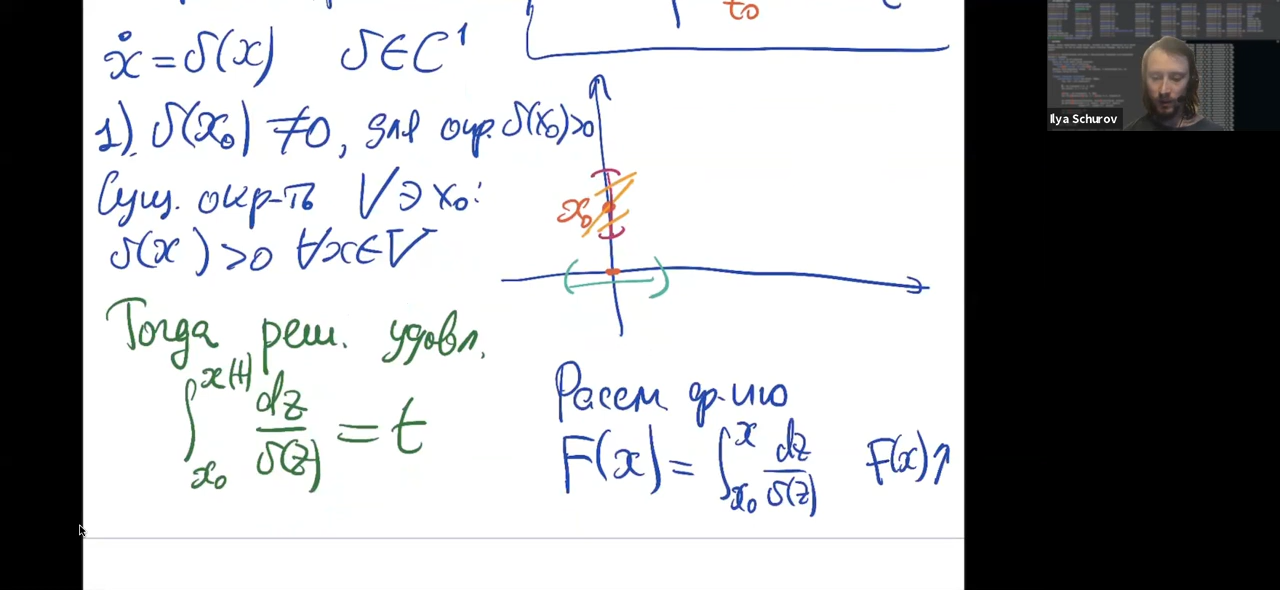 t₀
ẋ = v(x)   v ∈ C¹
1). v(x₀) ≠ 0, для опр. v(x₀)>0
Сущ. окр-ть V∋x₀:
v(x)>0 ∀x∈V
x₀
Тогда реш. удовл.
∫_{x₀}^{x(t)} dz/v(z) = t
Рассм ф-ию
F(x) = ∫_{x₀}^{x} dz/v(z)   F(x)↑
Ilya Schurov